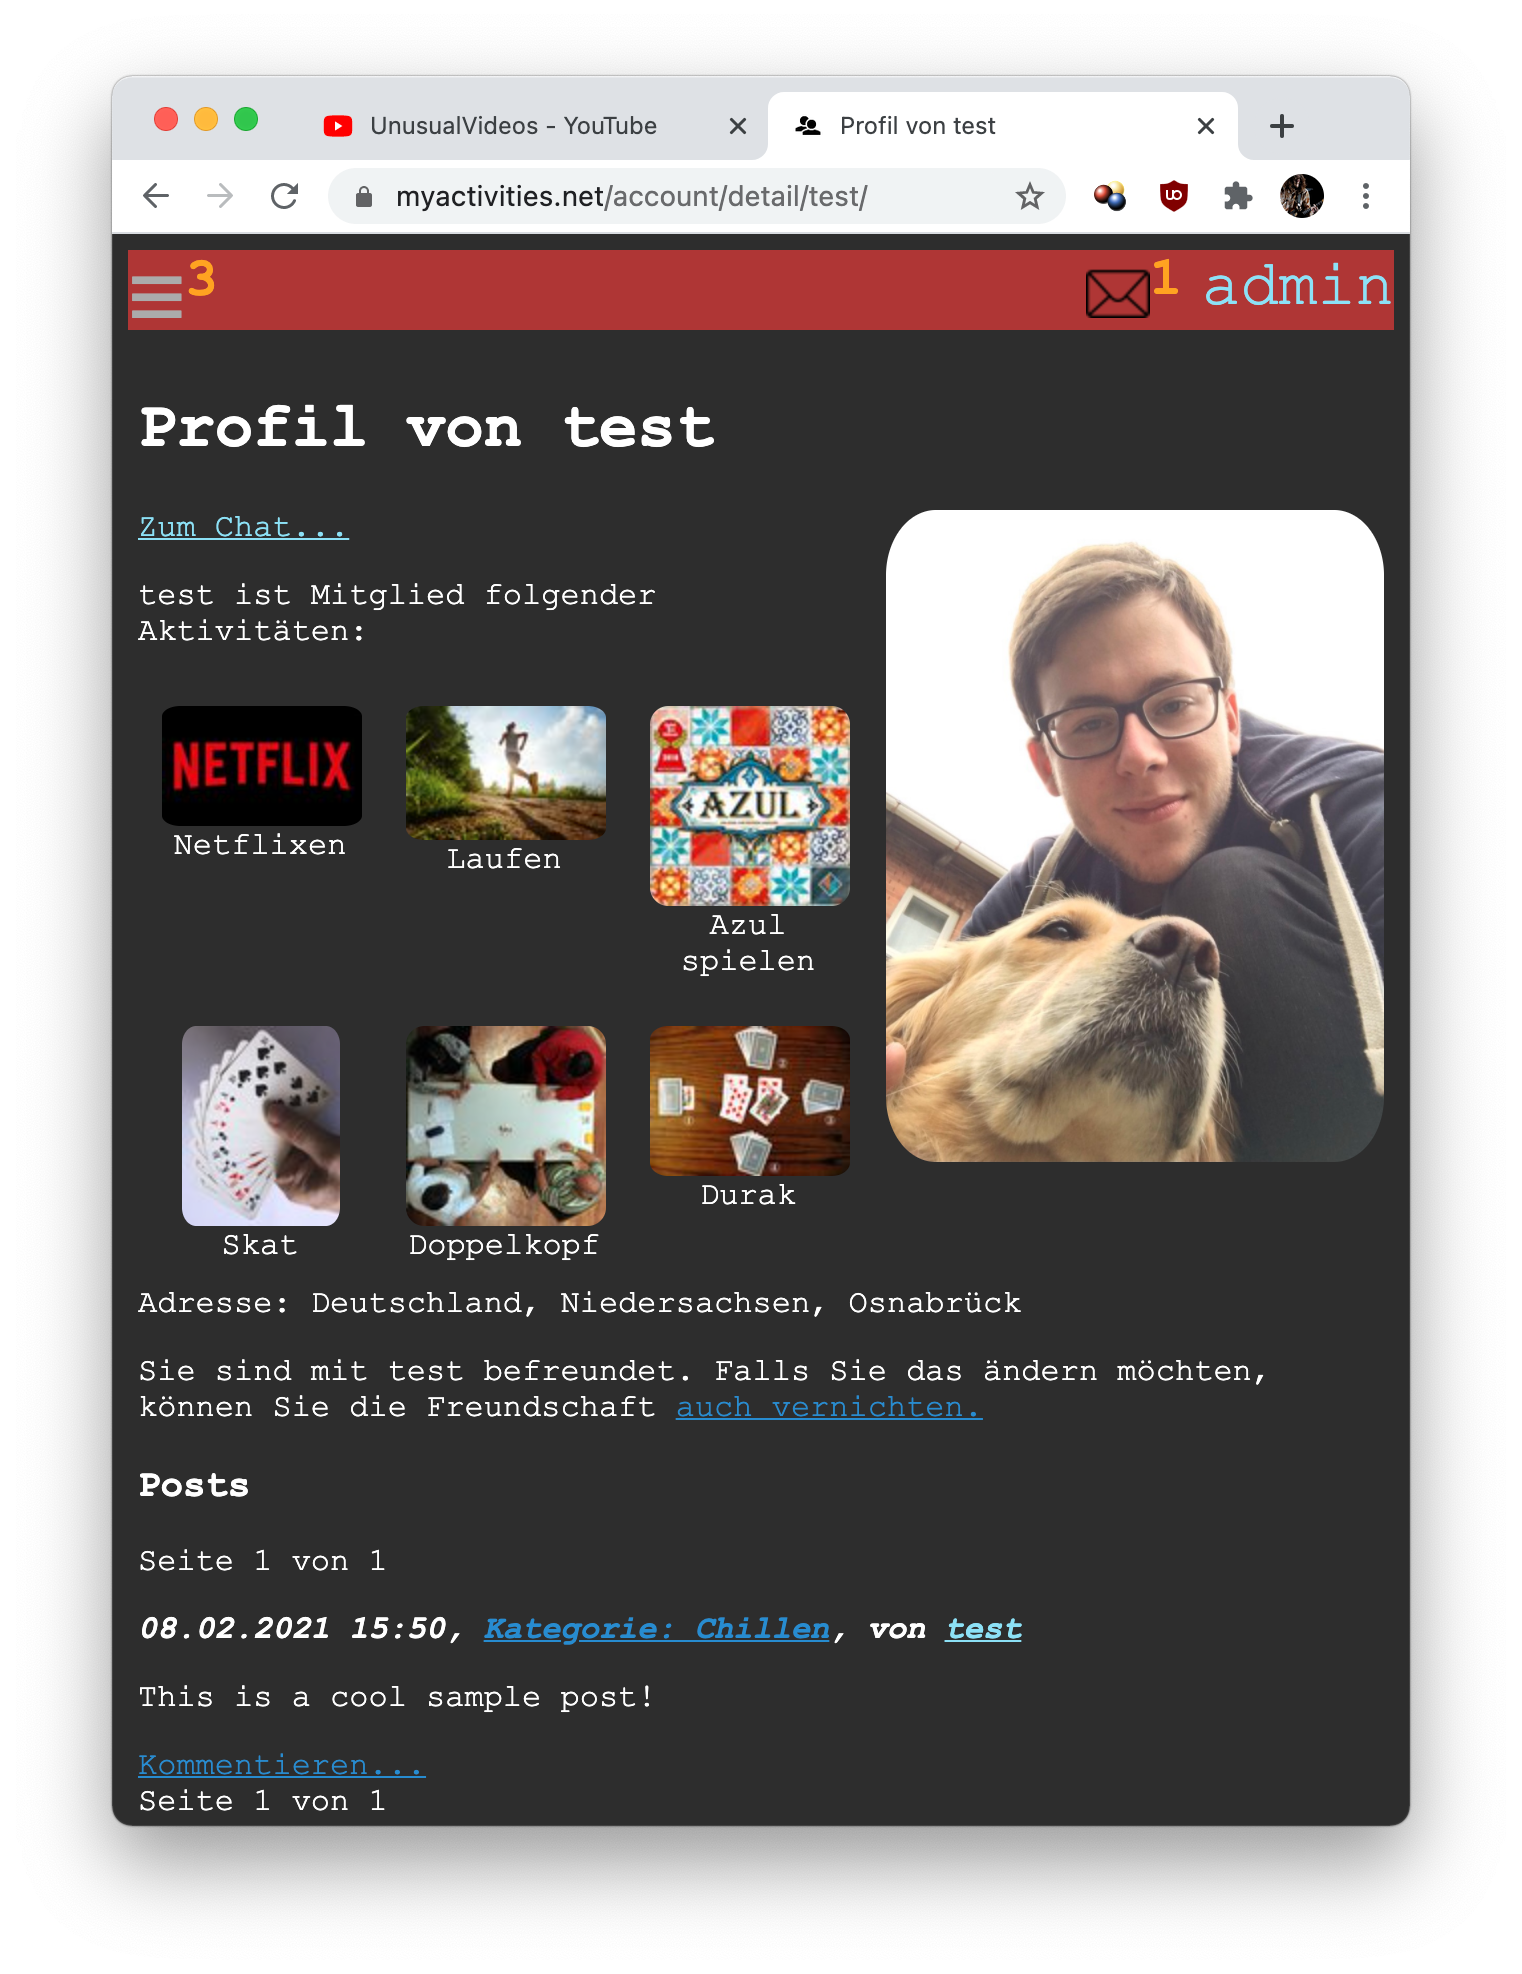 UnusualVideos - YouTube
Profil von test
myactivities.net/account/detail/test/
3
1 admin
Profil von test
Zum Chat...
test ist Mitglied folgender
Aktivitäten:
NETFLIX
AZUL
Netflixen
Laufen
Azul
spielen
Skat
Doppelkopf
Durak
Adresse: Deutschland, Niedersachsen, Osnabrück
Sie sind mit test befreundet. Falls Sie das ändern möchten,
können Sie die Freundschaft auch vernichten.
Posts
Seite 1 von 1
08.02.2021 15:50, Kategorie: Chillen, von test
This is a cool sample post!
Kommentieren...
Seite 1 von 1